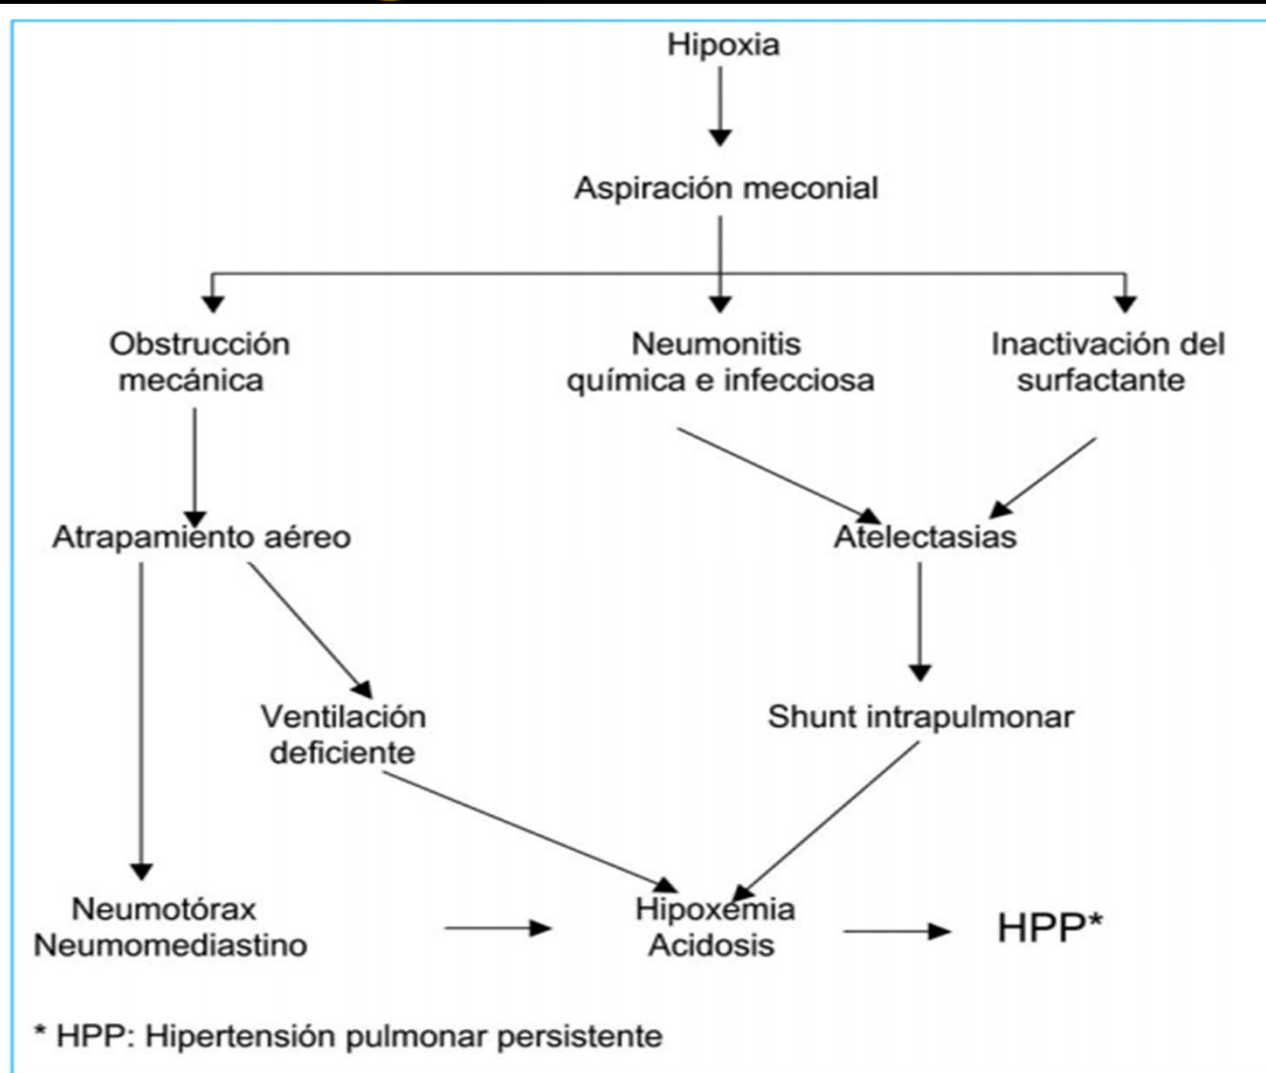 Hipoxia
Aspiración meconial
Obstrucción
mecánica
Neumonitis
química e infecciosa
Inactivación del
surfactante
Atrapamiento aéreo
Atelectasias
Ventilación
deficiente
Shunt intrapulmonar
Neumotórax
Neumomediastino
Hipoxemia
Acidosis
HPP*
* HPP: Hipertensión pulmonar persistente